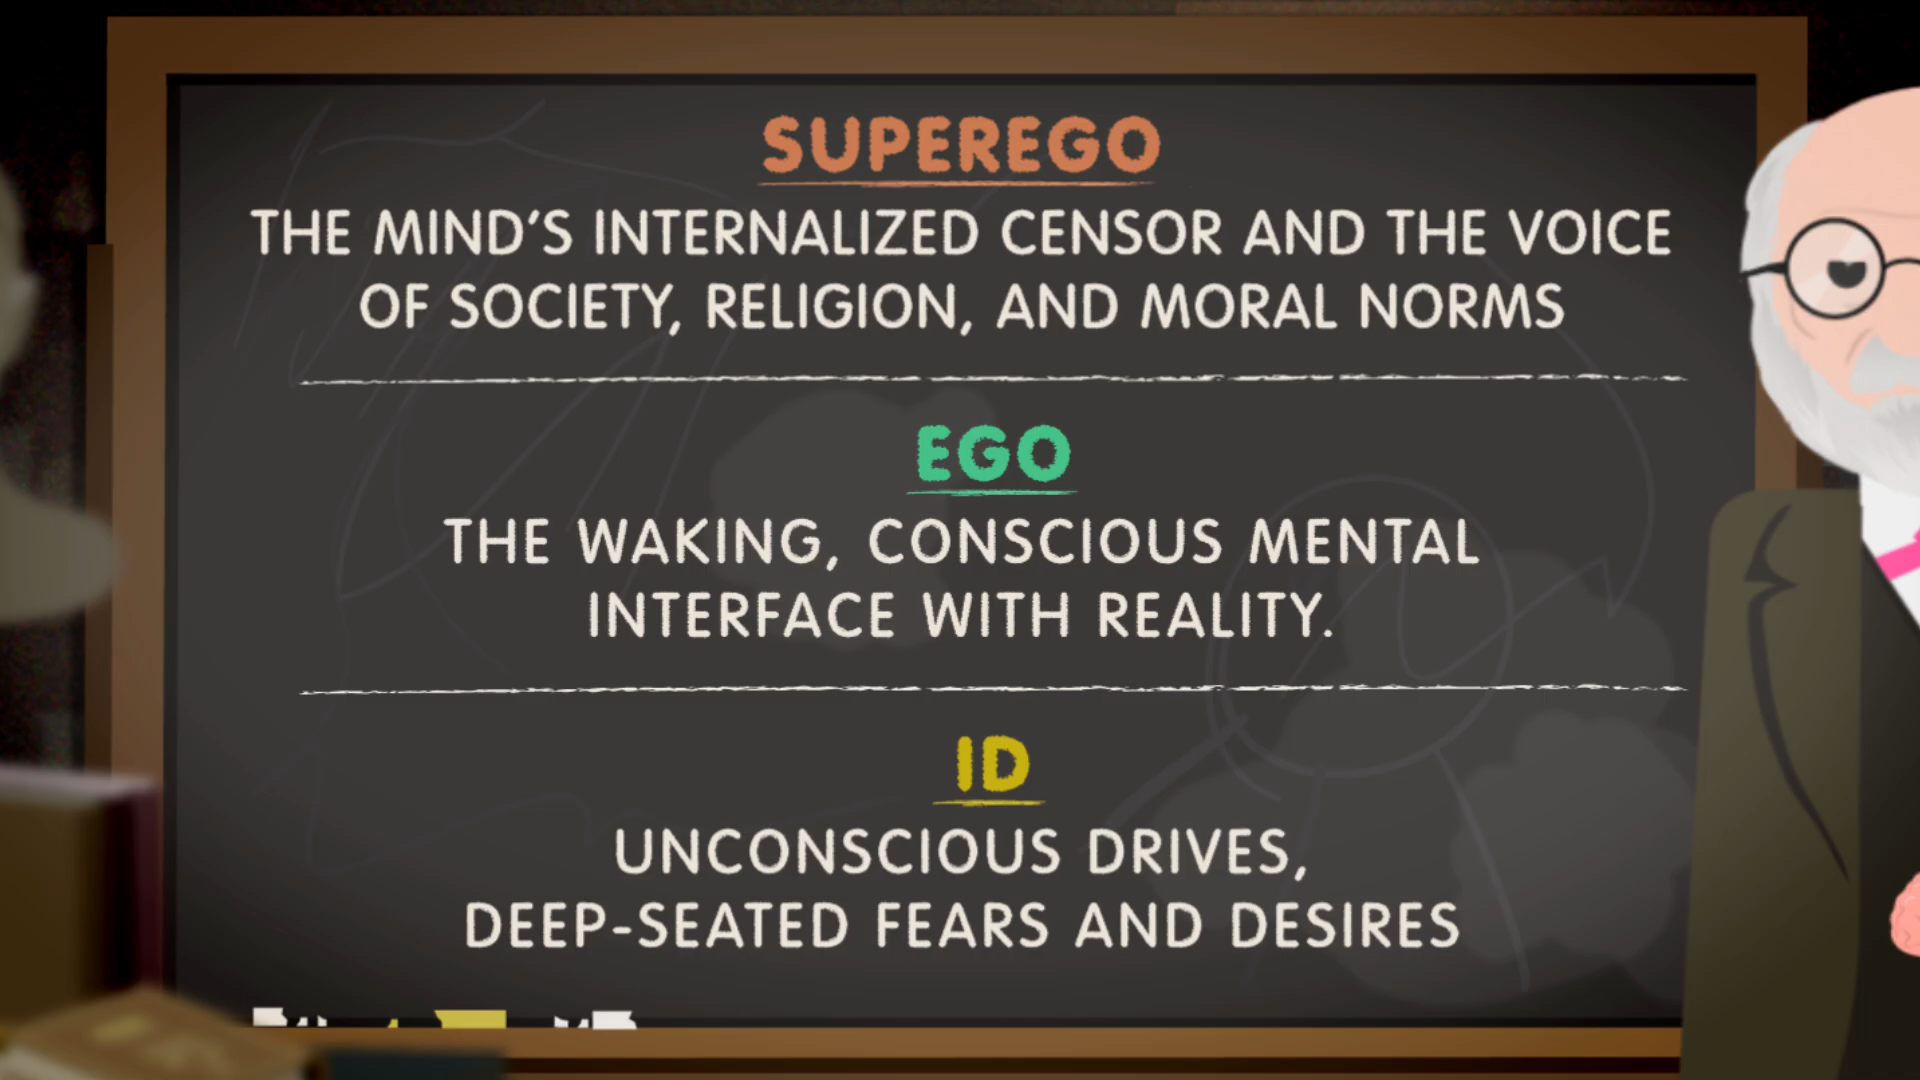 SUPEREGO
THE MIND'S INTERNALIZED CENSOR AND THE VOICE
OF SOCIETY, RELIGION, AND MORAL NORMS
EGO
THE WAKING, CONSCIOUS MENTAL
INTERFACE WITH REALITY.
ID
UNCONSCIOUS DRIVES,
DEEP-SEATED FEARS AND DESIRES